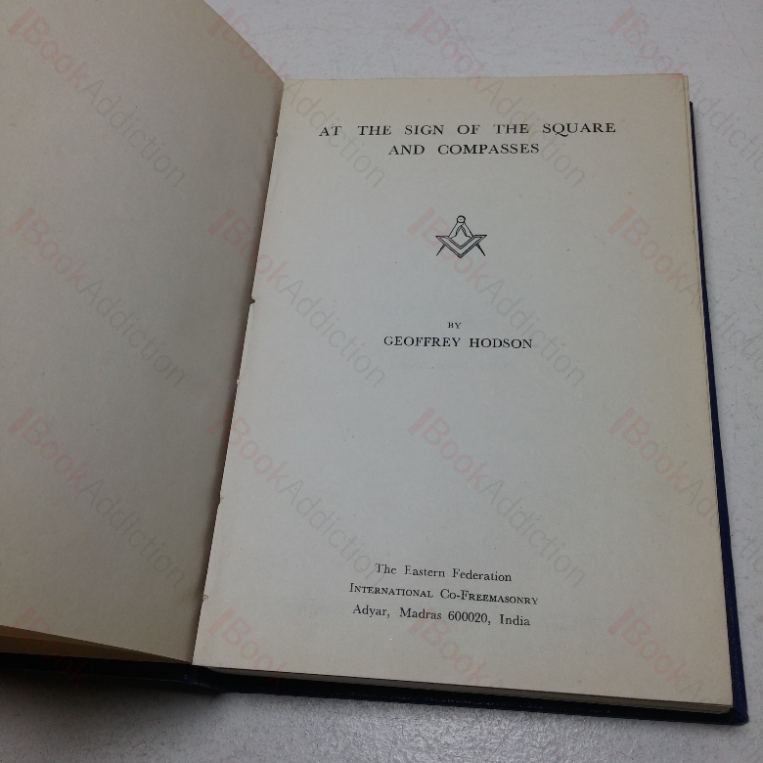 AT THE SIGN OF THE SQUARE
AND COMPASSES
BY
GEOFFREY HODSON
The Eastern Federation
INTERNATIONAL CO-FREEMASONRY
Adyar, Madras 600020, India
BookAddiction